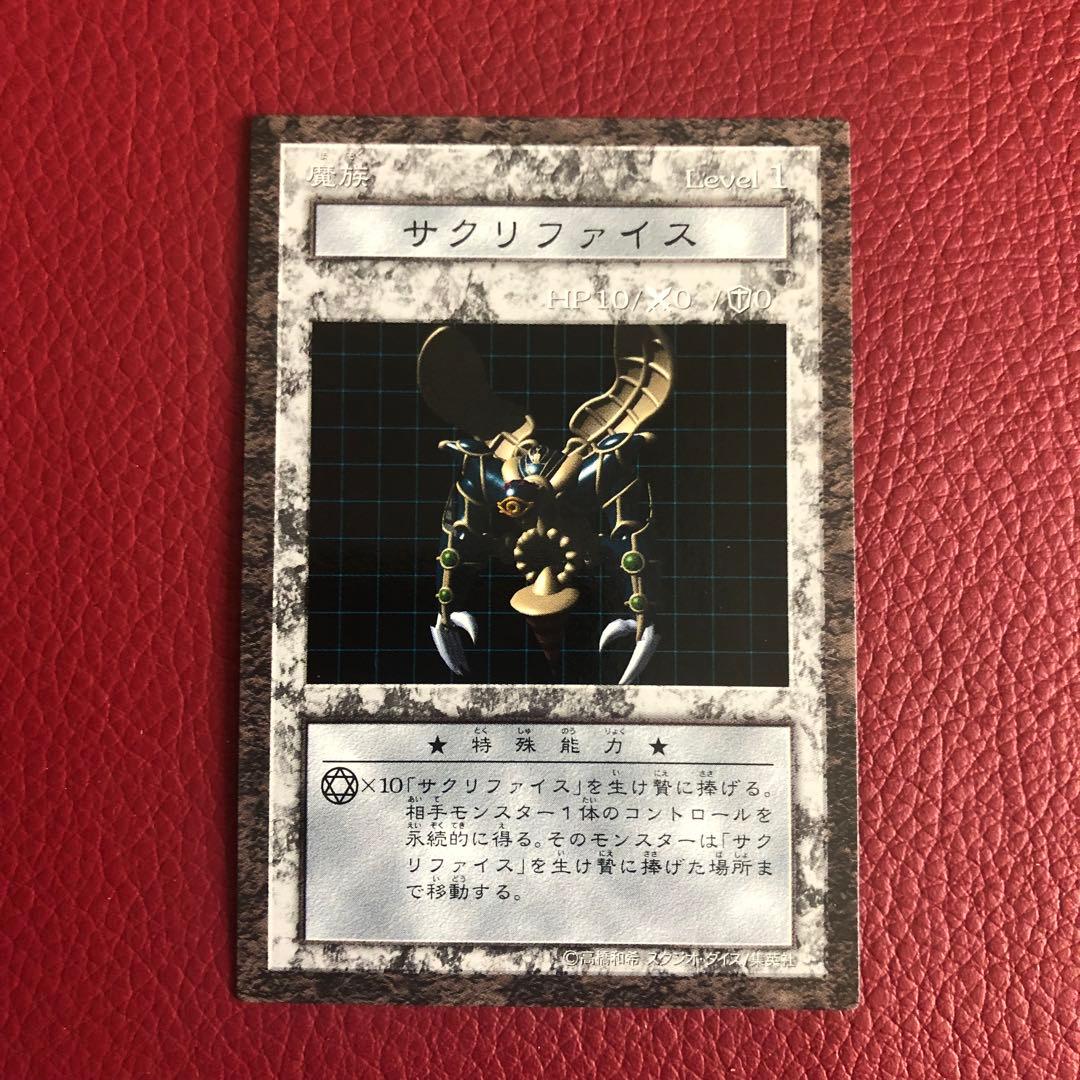 魔族 Level 1
サクリファイス
HP10/0 /0
★ 特殊能力 ★
×10「サクリファイス」を生け贄に捧げる。
相手モンスター1体のコントロールを
永続的に得る。そのモンスターは「サク
リファイス」を生け贄に捧げた場所ま
で移動する。
©高橋和希 スタジオ・ダイス/集英社